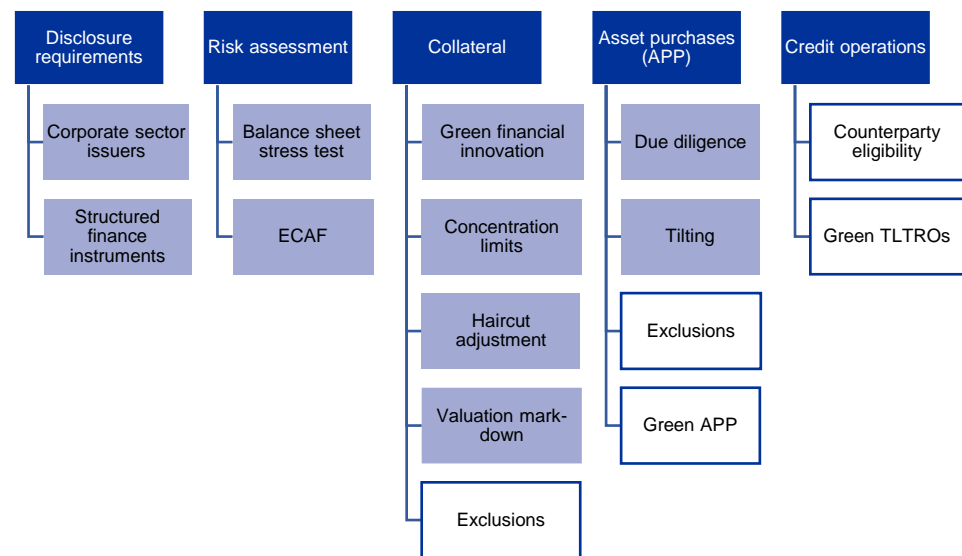 Disclosure
requirements
Risk assessment
Collateral
Asset purchases
(APP)
Credit operations
Corporate sector
issuers
Structured
finance
instruments
Balance sheet
stress test
ECAF
Green financial
innovation
Concentration
limits
Haircut
adjustment
Valuation mark-
down
Exclusions
Due diligence
Tilting
Exclusions
Green APP
Counterparty
eligibility
Green TLTROs